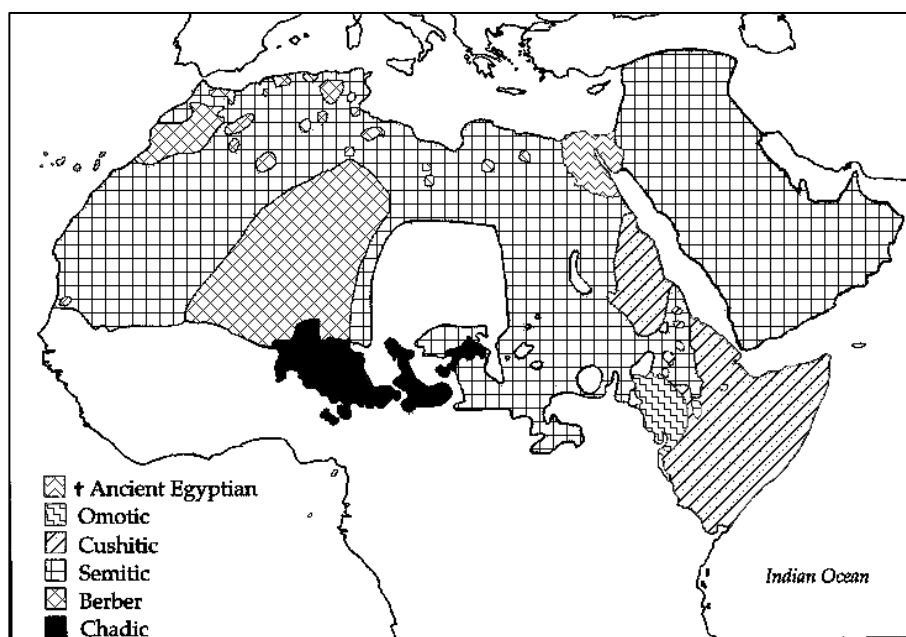 † Ancient Egyptian
Omotic
Cushitic
Semitic
Berber
Chadic
Indian Ocean